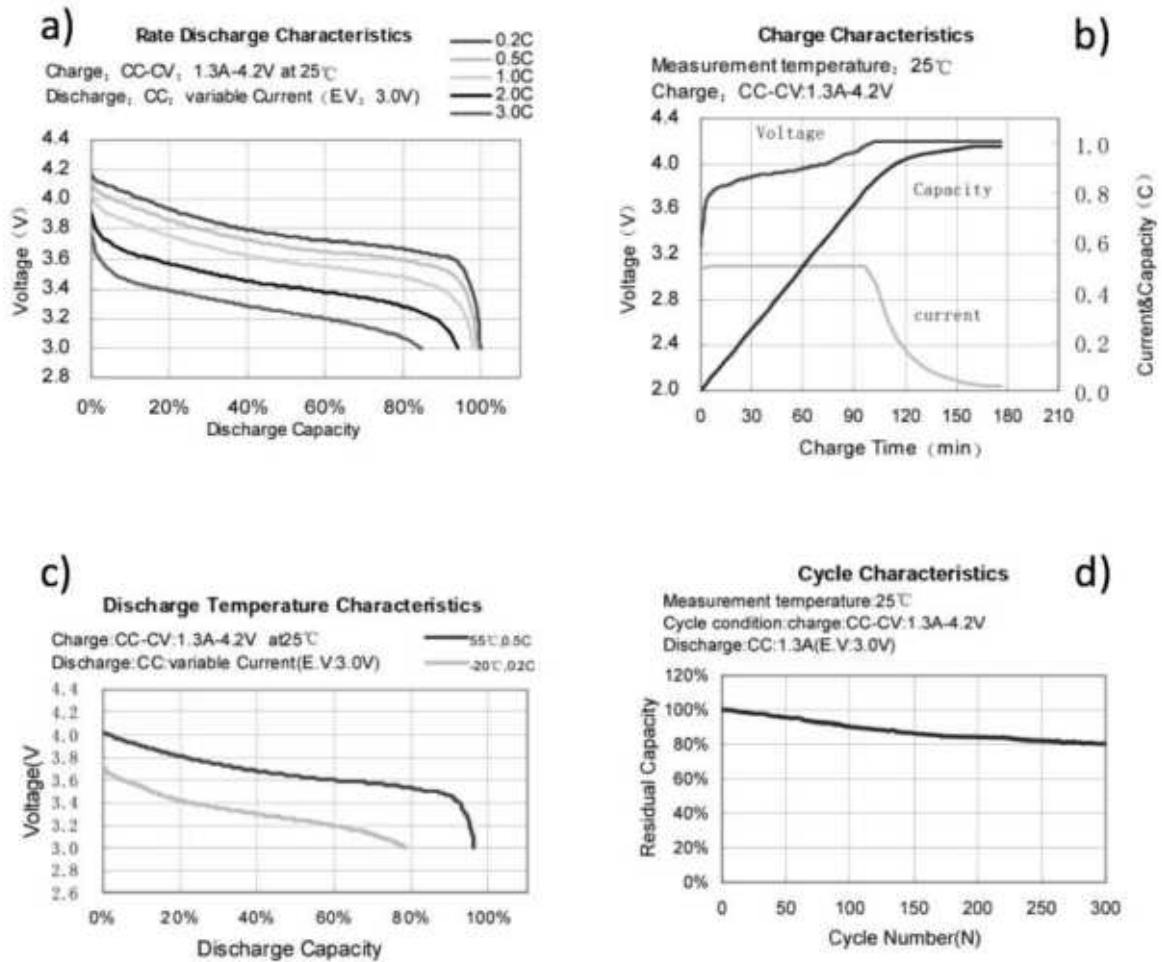 a)
Rate Discharge Characteristics
Charge, CC-CV, 1.3A-4.2V at 25℃
Discharge, CC, variable Current (E.V, 3.0V)
0.2C
0.5C
1.0C
2.0C
3.0C
Voltage (V)
4.4
4.2
4.0
3.8
3.6
3.4
3.2
3.0
2.8
0% 20% 40% 60% 80% 100%
Discharge Capacity
b)
Charge Characteristics
Measurement temperature, 25℃
Charge, CC-CV:1.3A-4.2V
Voltage (V)
4.4
4.0
3.6
3.2
2.8
2.4
2.0
Voltage
Capacity
current
1.0
0.8
0.6
0.4
0.2
0.0
Current&Capacity (C)
0 30 60 90 120 150 180 210
Charge Time (min)
c)
Discharge Temperature Characteristics
Charge:CC-CV:1.3A-4.2V at25℃
Discharge:CC:variable Current(E.V:3.0V)
55℃,0.5C
-20℃,02C
Voltage(V
4.4
4.2
4.0
3.8
3.6
3.4
3.2
3.0
2.8
2.6
0% 20% 40% 60% 80% 100%
Discharge Capacity
d)
Cycle Characteristics
Measurement temperature:25℃
Cycle condition:charge:CC-CV:1.3A-4.2V
Discharge:CC:1.3A(E.V:3.0V)
Residual Capacity
120%
100%
80%
60%
40%
20%
0%
0 50 100 150 200 250 300
Cycle Number(N)